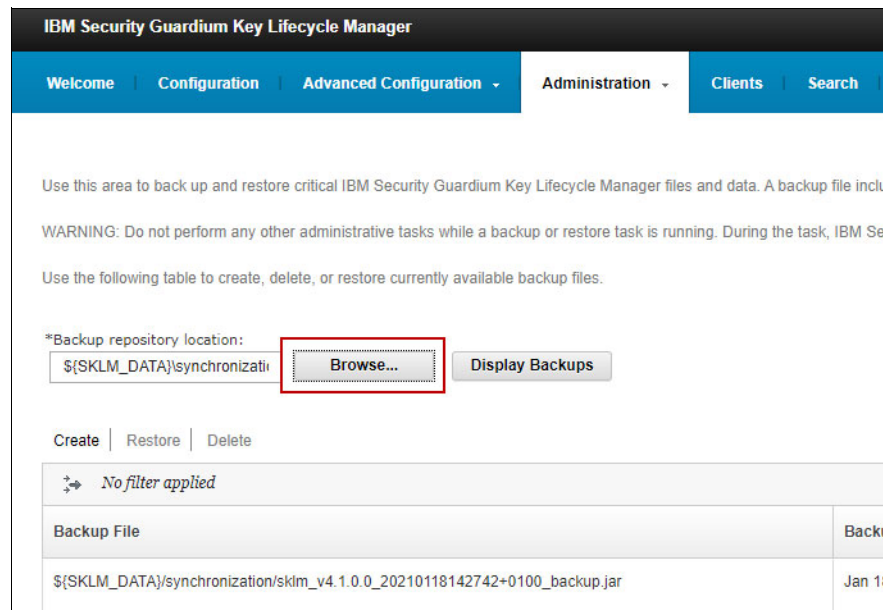 IBM Security Guardium Key Lifecycle Manager
Welcome Configuration Advanced Configuration Administration Clients Search
Use this area to back up and restore critical IBM Security Guardium Key Lifecycle Manager files and data. A backup file
WARNING: Do not perform any other administrative tasks while a backup or restore task is running. During the task, IBM
Use the following table to create, delete, or restore currently available backup files.
*Backup repository location:
${SKLM_DATA}\synchronizati Browse... Display Backups
Create Restore Delete
No filter applied
Backup File
${SKLM_DATA}/synchronization/sklm_v4.1.0.0_20210118142742+0100_backup.jar Jan